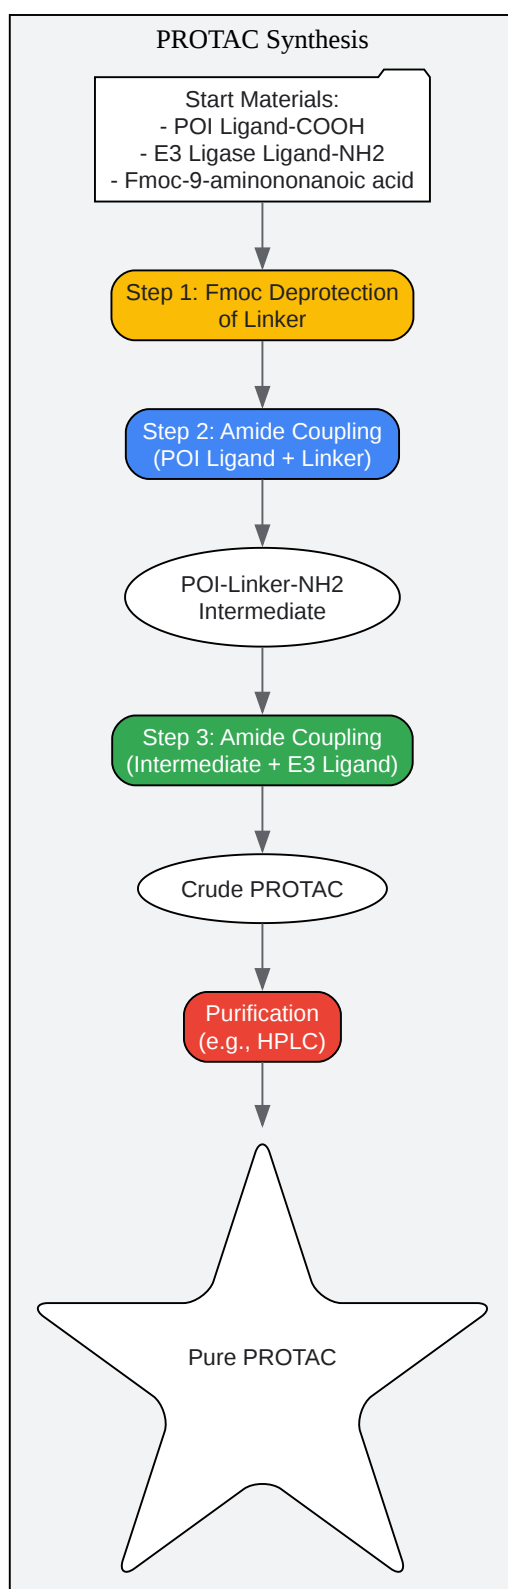 PROTAC Synthesis
Start Materials:
- POI Ligand-COOH
- E3 Ligase Ligand-NH2
- Fmoc-9-aminononanoic acid
Step 1: Fmoc Deprotection
of Linker
Step 2: Amide Coupling
(POI Ligand + Linker)
POI-Linker-NH2
Intermediate
Step 3: Amide Coupling
(Intermediate + E3 Ligand)
Crude PROTAC
Purification
(e.g., HPLC)
Pure PROTAC